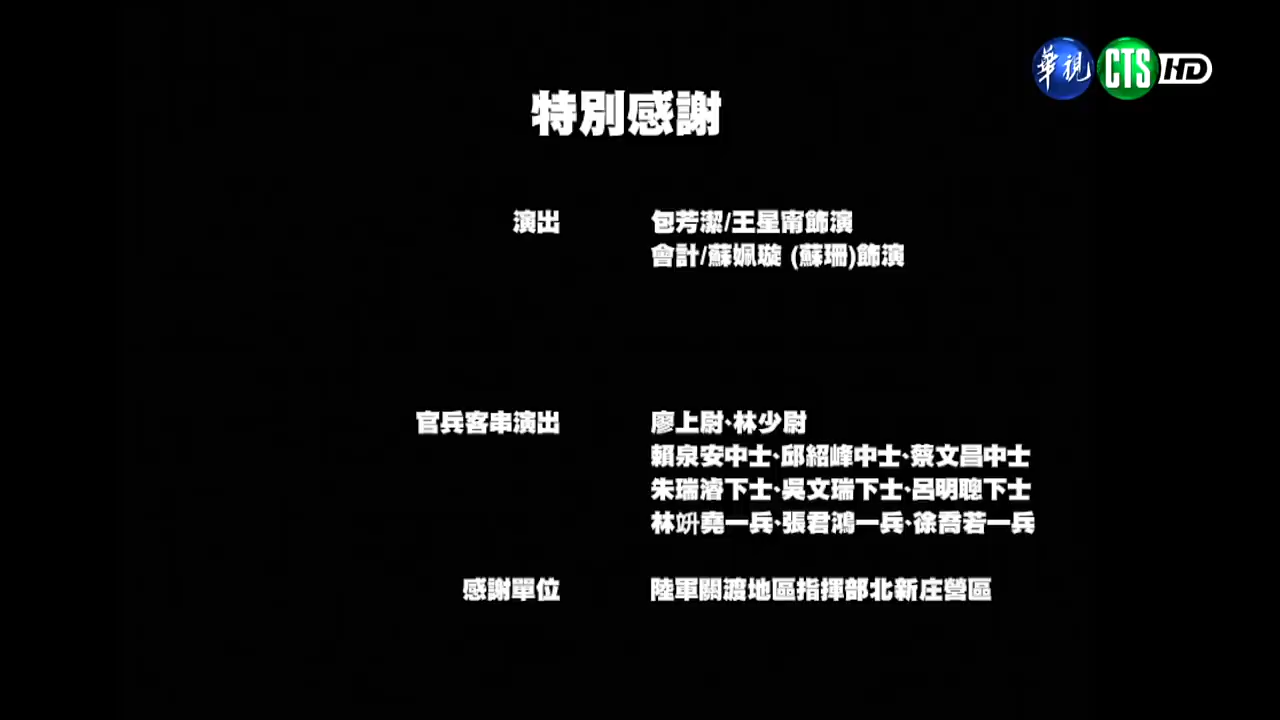 華視 CTS HD
特別感謝
演出 包芳潔/王星甯飾演
會計/蘇姵璇 (蘇珊)飾演
官兵客串演出 廖上尉、林少尉
賴泉安中士、邱紹峰中士、蔡文昌中士
朱瑞濬下士、吳文瑞下士、呂明聰下士
林竔堯一兵、張君鴻一兵、徐喬若一兵
感謝單位 陸軍關渡地區指揮部北新庄營區